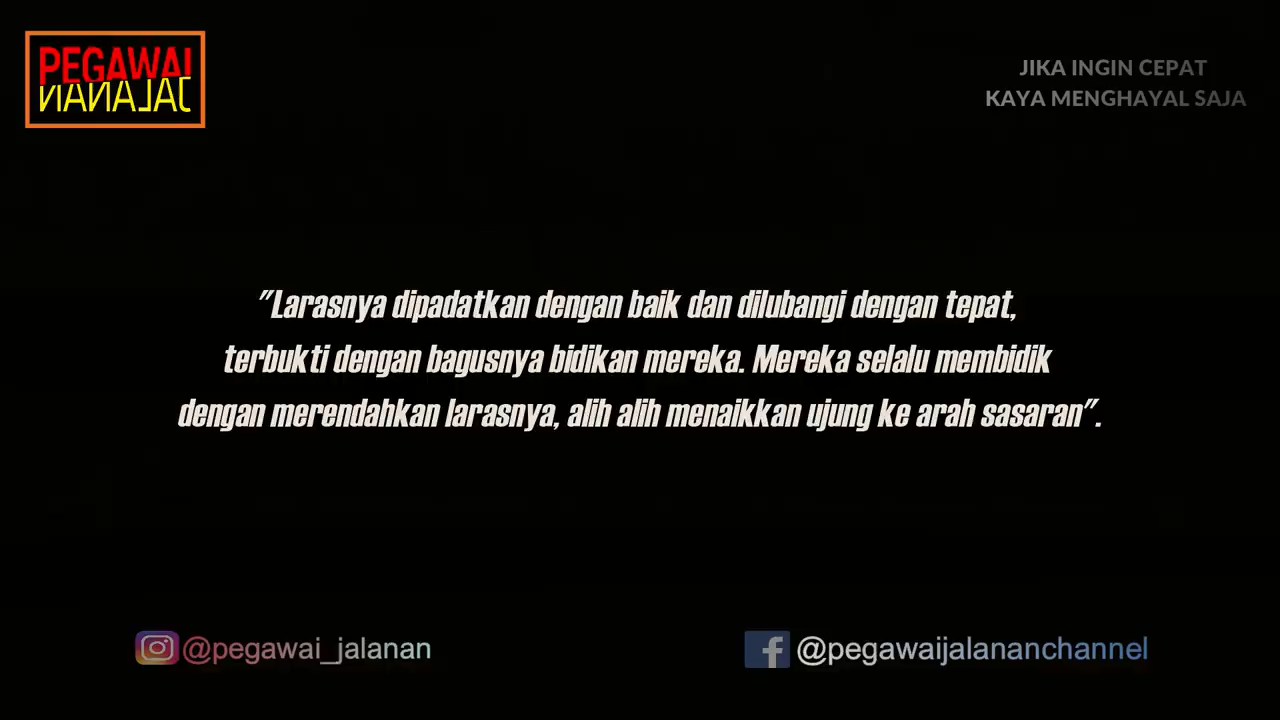 PEGAWAI
JALANAN
JIKA INGIN CEPAT
KAYA MENGHAYAL SAJA
"Larasnya dipadatkan dengan baik dan dilubangi dengan tepat,
terbukti dengan bagusnya bidikan mereka. Mereka selalu membidik
dengan merendahkan larasnya, alih alih menaikkan ujung ke arah sasaran".
@pegawai_jalanan
@pegawaijalananchannel